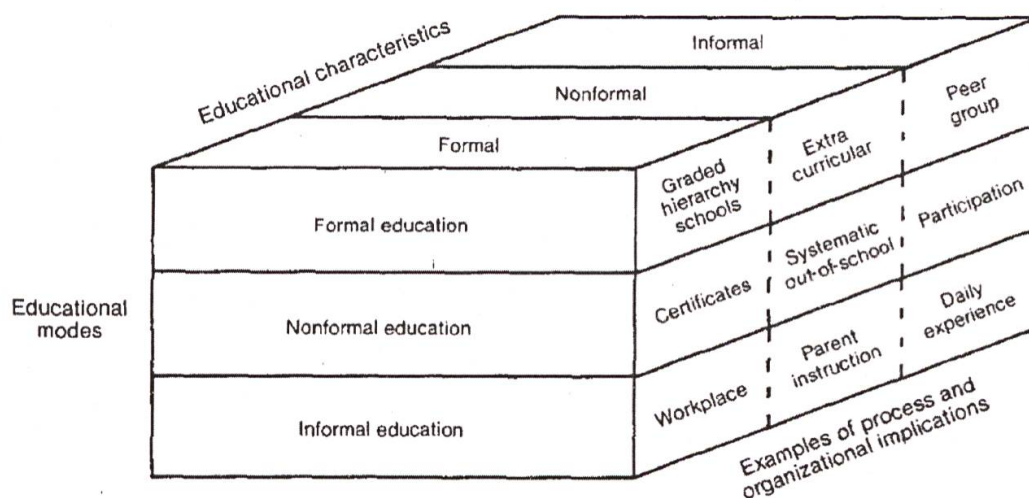 Educational characteristics
Informal
Nonformal
Formal
Formal education
Nonformal education
Informal education
Educational
modes
Graded
hierarchy
schools
Extra
curricular
Peer
group
Certificates
Systematic
out-of-school
Participation
Workplace
Parent
instruction
Daily
experience
Examples of process and
organizational implications